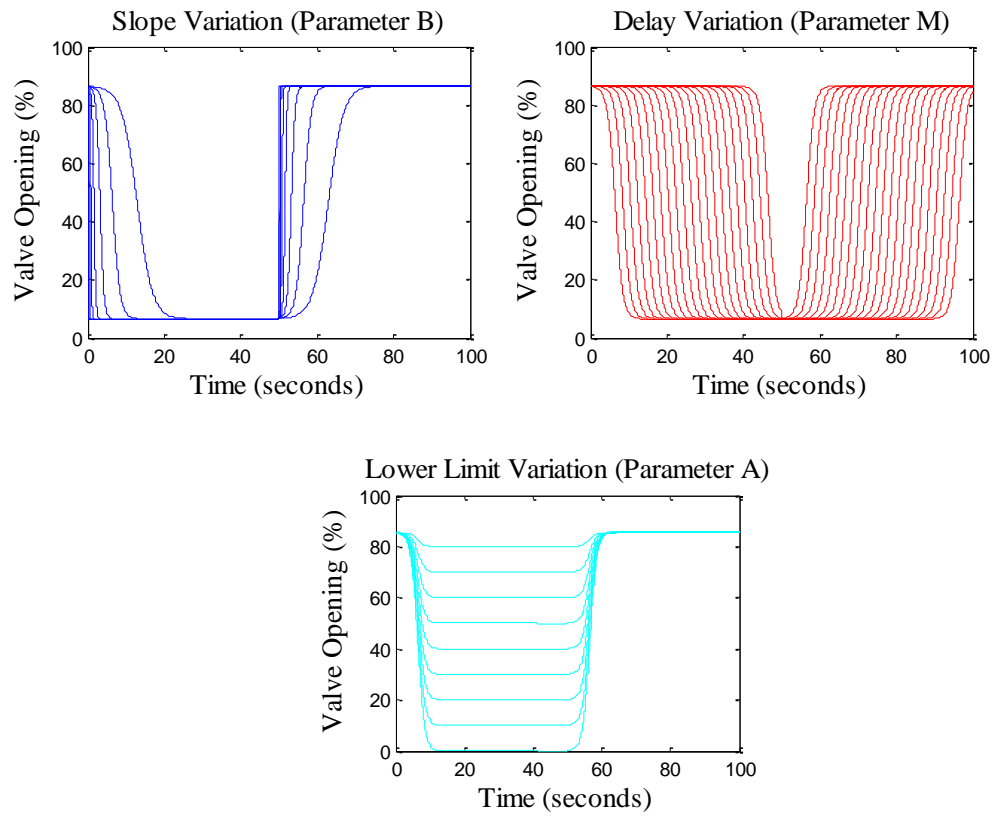 Slope Variation (Parameter B)
100
80
60
40
20
0
Valve Opening (%)
0 20 40 60 80 100
Time (seconds)
Delay Variation (Parameter M)
100
80
60
40
20
0
Valve Opening (%)
0 20 40 60 80 100
Time (seconds)
Lower Limit Variation (Parameter A)
100
80
60
40
20
0
Valve Opening (%)
0 20 40 60 80 100
Time (seconds)